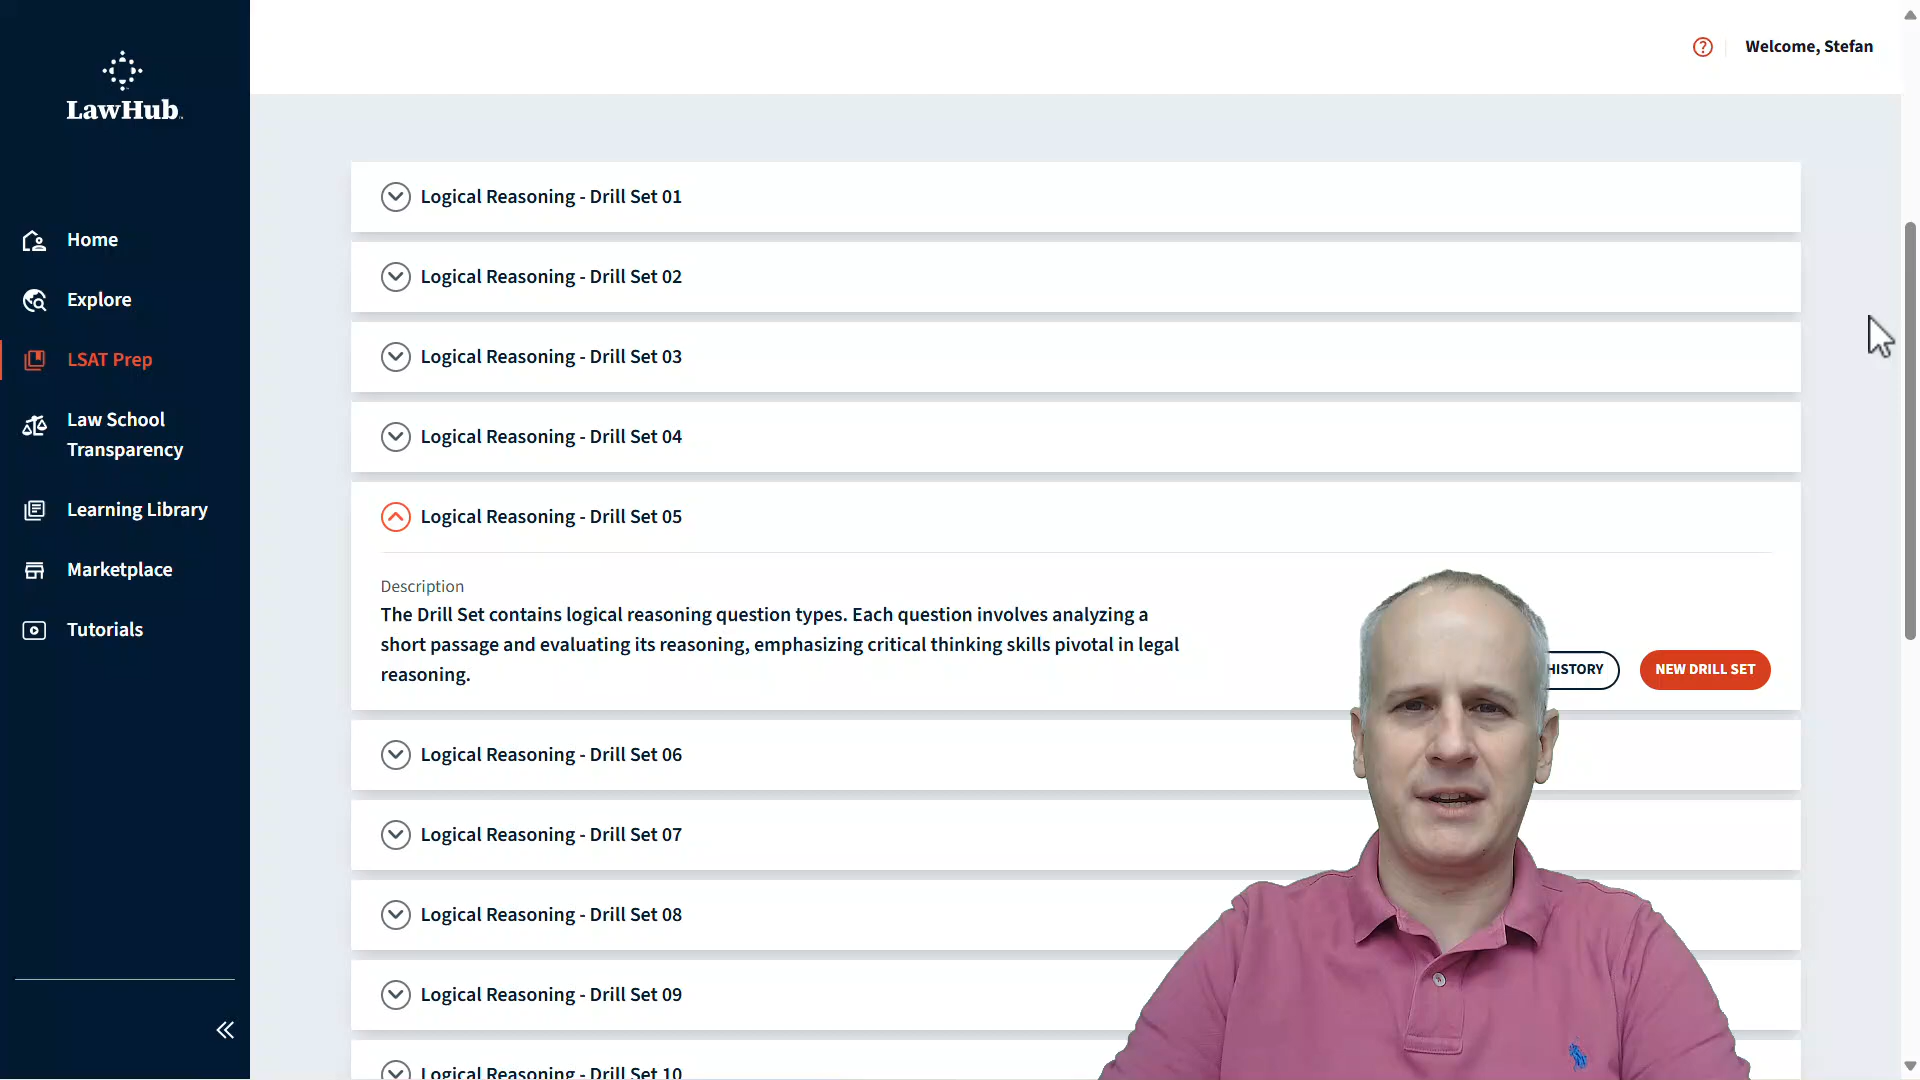 LawHub
Welcome, Stefan
Home
Explore
LSAT Prep
Law School
Transparency
Learning Library
Marketplace
Tutorials
Logical Reasoning - Drill Set 01
Logical Reasoning - Drill Set 02
Logical Reasoning - Drill Set 03
Logical Reasoning - Drill Set 04
Logical Reasoning - Drill Set 05
Description
The Drill Set contains logical reasoning question types. Each question involves analyzing a
short passage and evaluating its reasoning, emphasizing critical thinking skills pivotal in legal
reasoning.
HISTORY
NEW DRILL SET
Logical Reasoning - Drill Set 06
Logical Reasoning - Drill Set 07
Logical Reasoning - Drill Set 08
Logical Reasoning - Drill Set 09
Logical Reasoning - Drill Set 10